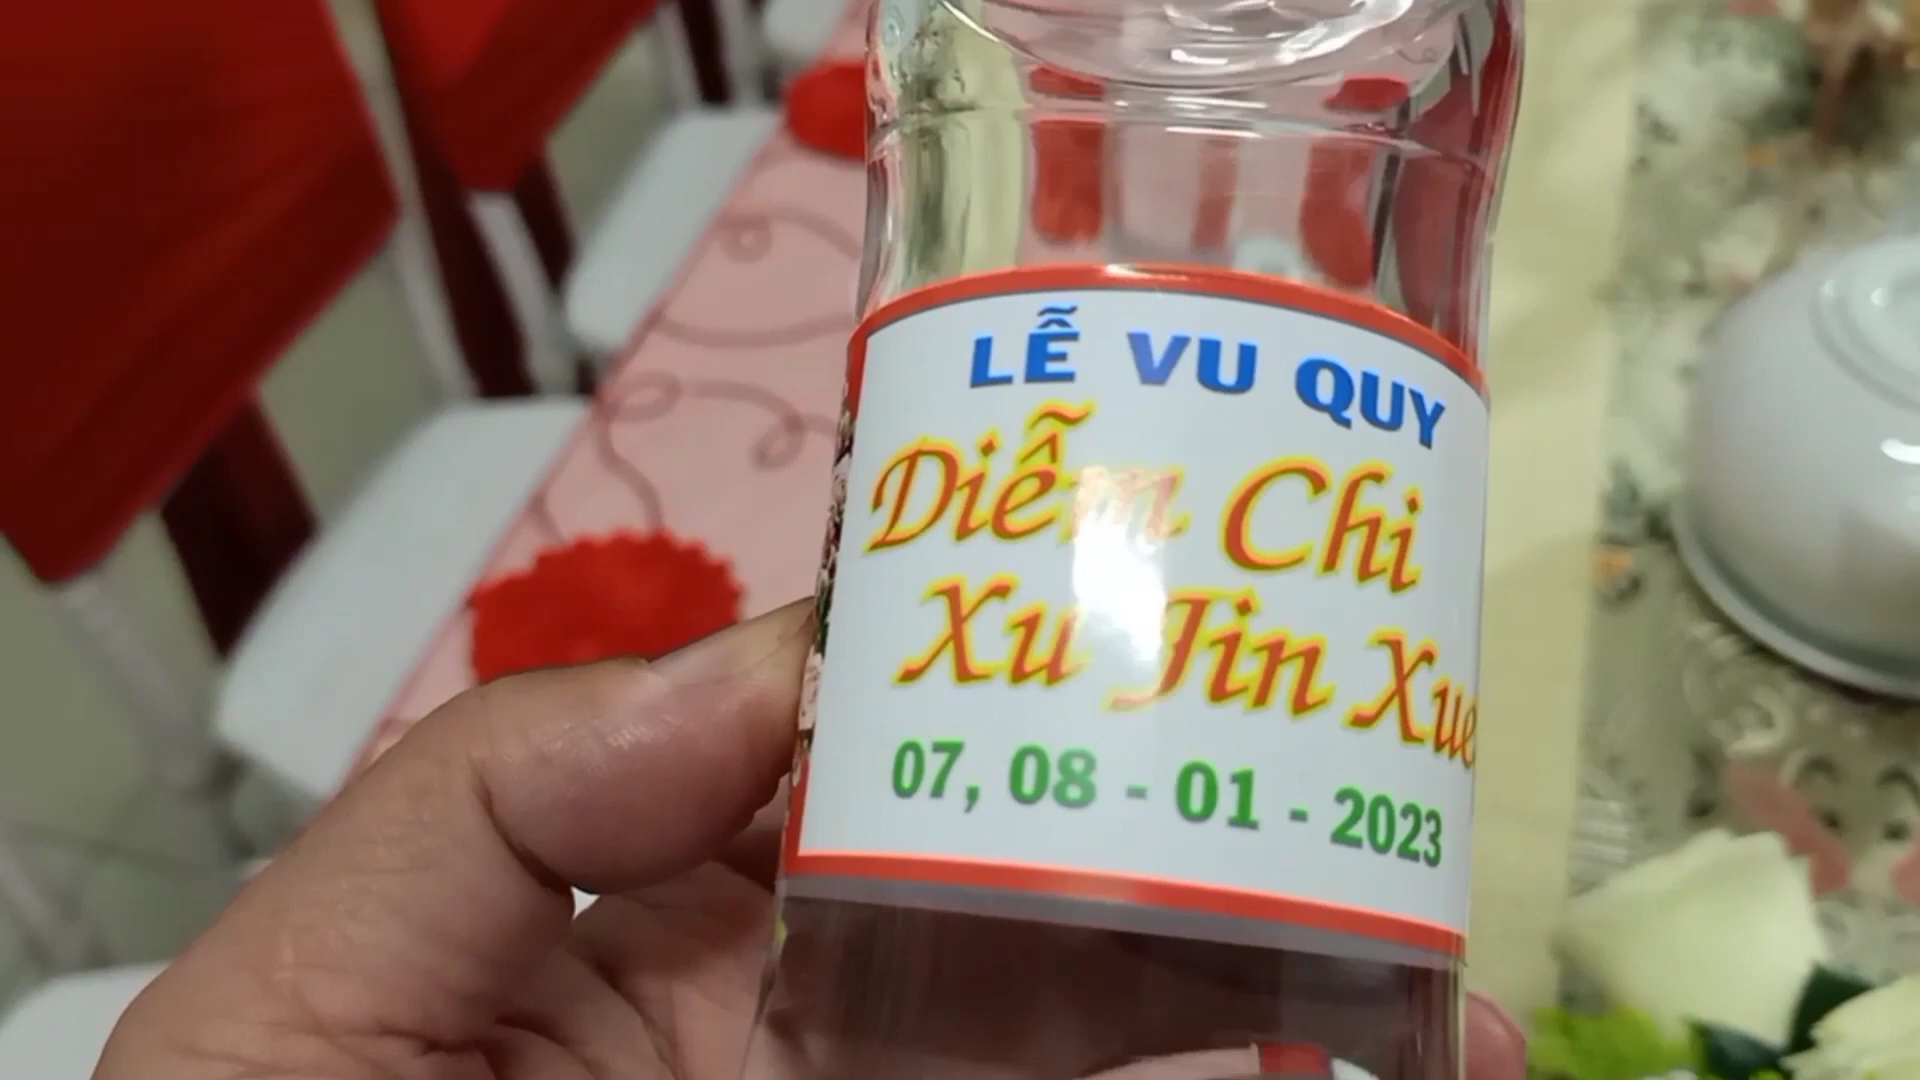 LỄ VU QUY
Diễm Chi
Xu Jin Xue
07, 08 - 01 - 2023